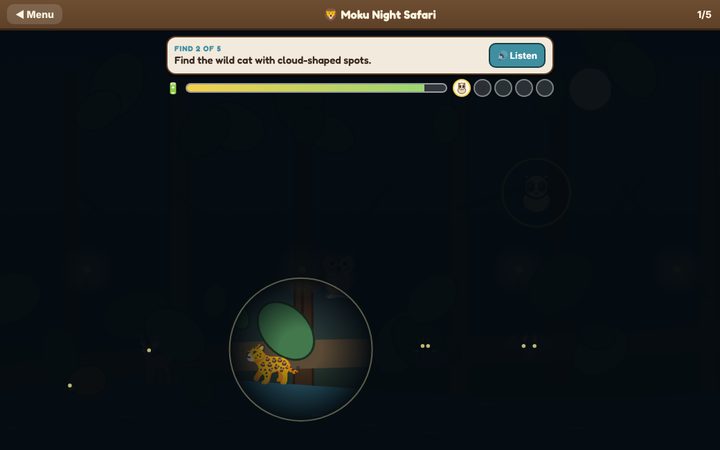 ◀ Menu
🦁 Moku Night Safari
1/5
FIND 2 OF 5
Find the wild cat with cloud-shaped spots.
🔊 Listen